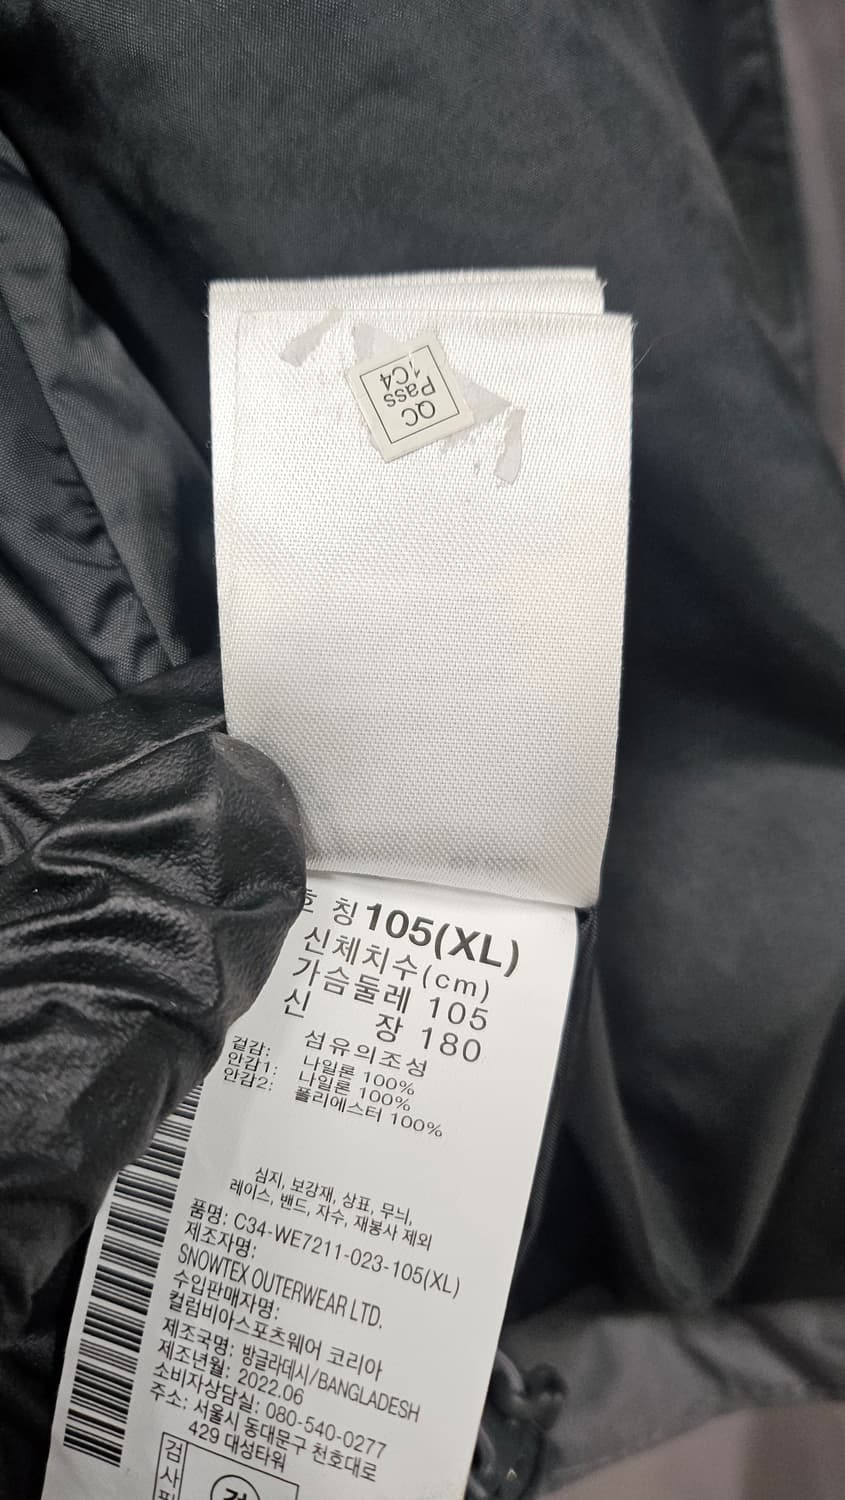 QC
Pass
1C4
호 칭 105(XL)
신체치수(cm)
가슴둘레 105
신 장 180
섬유의조성
겉감: 나일론 100%
안감1: 나일론 100%
안감2: 폴리에스터 100%
심지, 보강재, 상표, 무늬,
레이스, 밴드, 자수, 재봉사 제외
품명: C34-WE7211-023-105(XL)
제조자명:
SNOWTEX OUTERWEAR LTD.
수입판매자명:
컬럼비아스포츠웨어 코리아
제조국명: 방글라데시/BANGLADESH
제조년월: 2022.06
소비자상담실: 080-540-0277
주소: 서울시 동대문구 천호대로
429 대성타워
검
사